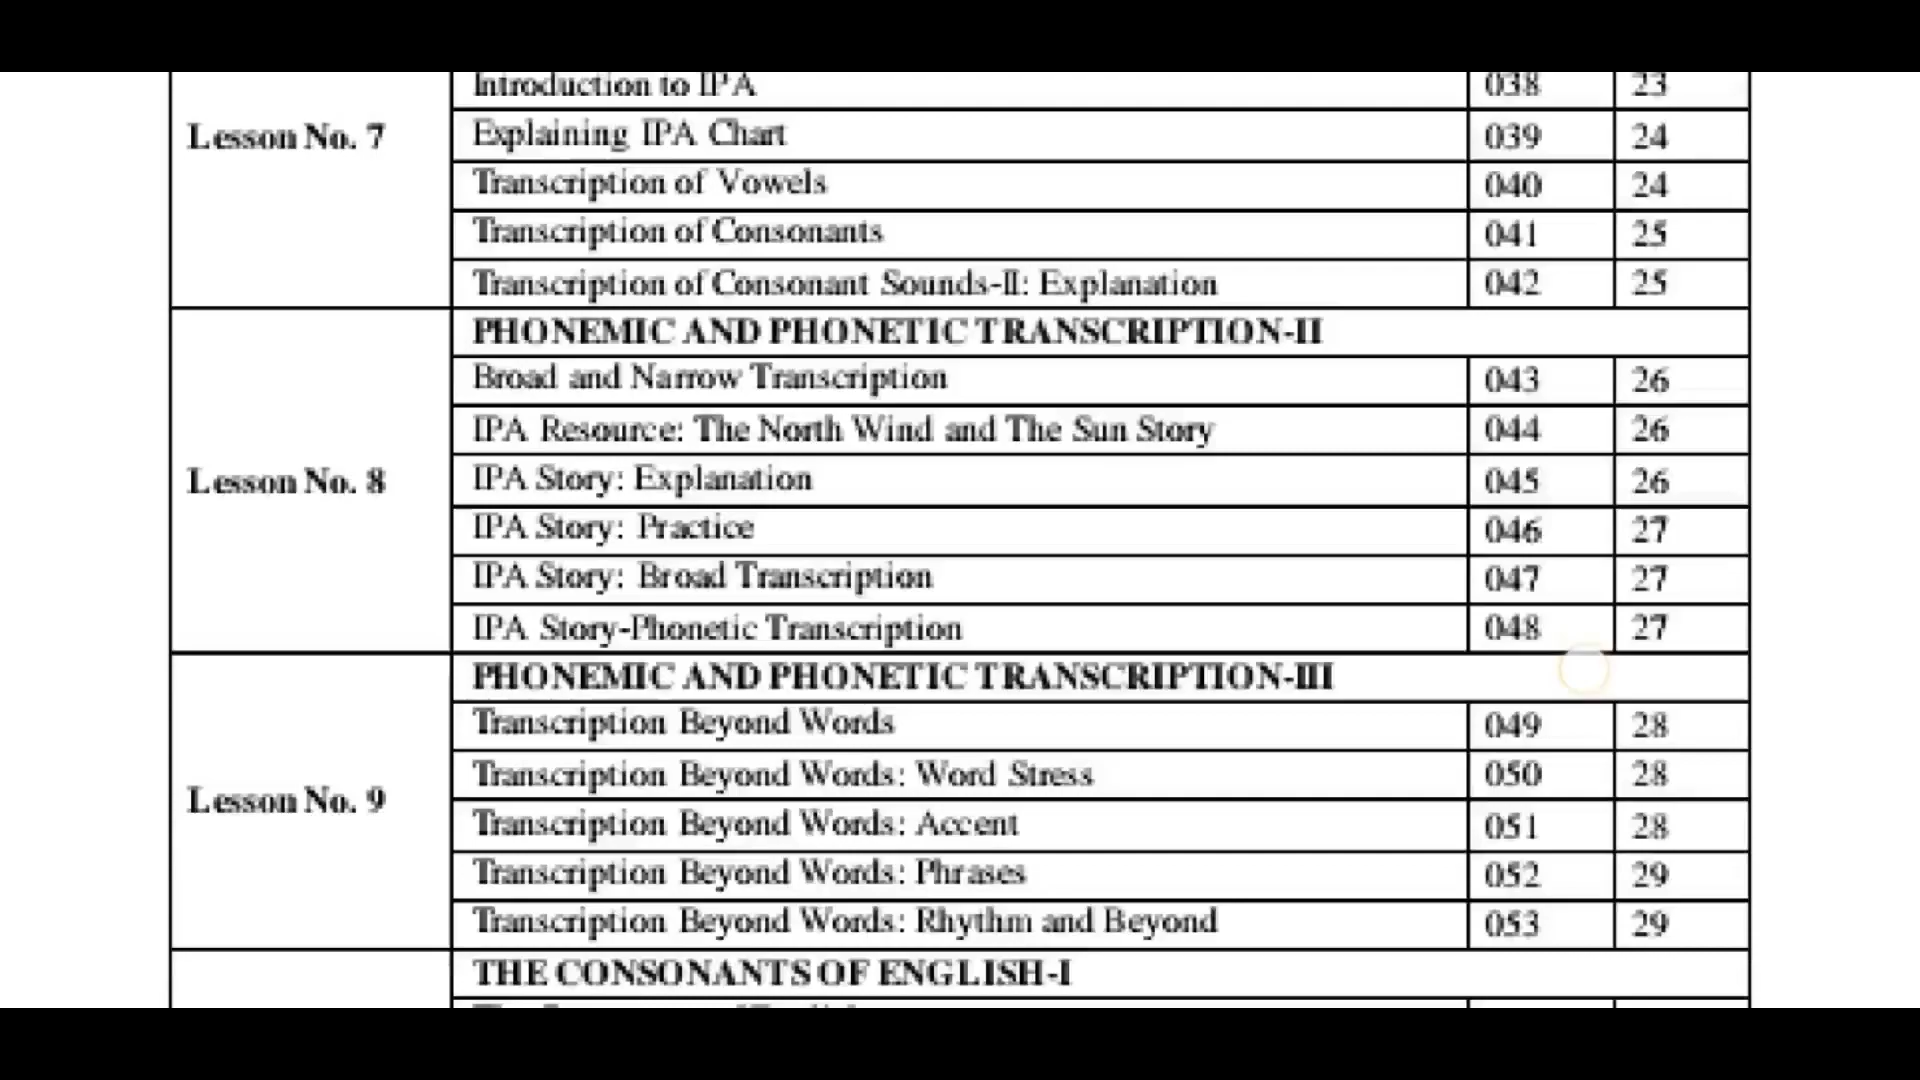 Introduction to IPA 038 23
Lesson No. 7
Explaining IPA Chart 039 24
Transcription of Vowels 040 24
Transcription of Consonants 041 25
Transcription of Consonant Sounds-II: Explanation 042 25
PHONEMIC AND PHONETIC TRANSCRIPTION-II
Broad and Narrow Transcription 043 26
IPA Resource: The North Wind and The Sun Story 044 26
Lesson No. 8
IPA Story: Explanation 045 26
IPA Story: Practice 046 27
IPA Story: Broad Transcription 047 27
IPA Story-Phonetic Transcription 048 27
PHONEMIC AND PHONETIC TRANSCRIPTION-III
Transcription Beyond Words 049 28
Transcription Beyond Words: Word Stress 050 28
Lesson No. 9
Transcription Beyond Words: Accent 051 28
Transcription Beyond Words: Phrases 052 29
Transcription Beyond Words: Rhythm and Beyond 053 29
THE CONSONANTS OF ENGLISH-I